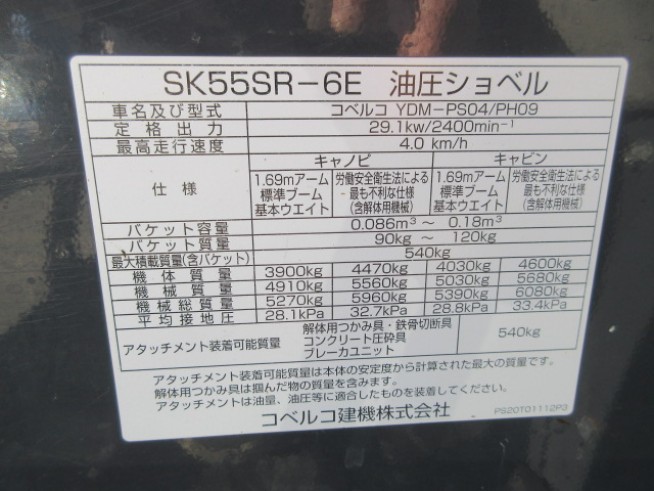 SK55SR-6E 油圧ショベル
車名及び型式 コベルコ YDM-PS04/PH09
定格出力 29.1kw/2400min⁻¹
最高走行速度 4.0 km/h
仕様 キャノピ キャビン
1.69mアーム 労働安全衛生法による 1.69mアーム 労働安全衛生法による
標準ブーム 最も不利な仕様 標準ブーム 最も不利な仕様
基本ウエイト (含解体用機械) 基本ウエイト (含解体用機械)
バケット容量 0.086m³ ~ 0.18m³
バケット質量 90kg ~ 120kg
最大積載質量(含バケット) 540kg
機体質量 3900kg 4470kg 4030kg 4600kg
機械質量 4910kg 5560kg 5030kg 5680kg
機械総質量 5270kg 5960kg 5390kg 6080kg
平均接地圧 28.1kPa 32.7kPa 28.8kPa 33.4kPa
アタッチメント装着可能質量 解体用つかみ具・鉄骨切断具 540kg
コンクリート圧砕具
ブレーカユニット
アタッチメント装着可能質量は本体の安定度から計算された最大の質量です。
解体用つかみ具は掴んだ物の質量を含みます。
アタッチメントは油量、油圧等に適合したものを装着してください。
コベルコ建機株式会社 PS20T01112P3